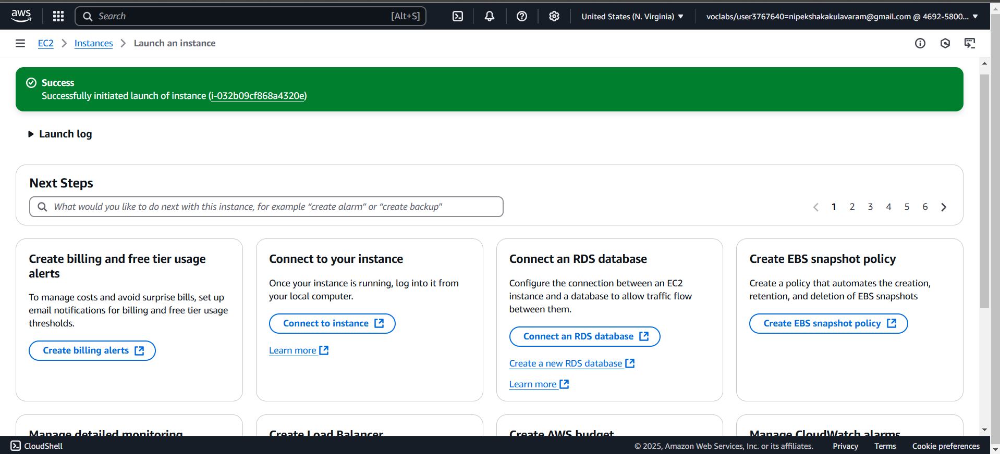 aws
Search [Alt+S]
United States (N. Virginia)
voclabs/user3767640=nipekshakakulavaram@gmail.com @ 4692-5800...
EC2
Instances
Launch an instance
Success
Successfully initiated launch of instance (i-032b09cf868a4320e)
Launch log
Next Steps
What would you like to do next with this instance, for example “create alarm” or “create backup"
1 2 3 4 5 6
Create billing and free tier usage
alerts
To manage costs and avoid surprise bills, set up
email notifications for billing and free tier usage
thresholds.
Create billing alerts
Connect to your instance
Once your instance is running, log into it from
your local computer.
Connect to instance
Learn more
Connect an RDS database
Configure the connection between an EC2
instance and a database to allow traffic flow
between them.
Connect an RDS database
Create a new RDS database
Learn more
Create EBS snapshot policy
Create a policy that automates the creation,
retention, and deletion of EBS snapshots
Create EBS snapshot policy
Manage detailed monitoring
Create Load Balancer
Create AWS budget
Manage CloudWatch alarms
CloudShell
© 2025, Amazon Web Services, Inc. or its affiliates.
Privacy
Terms
Cookie preferences